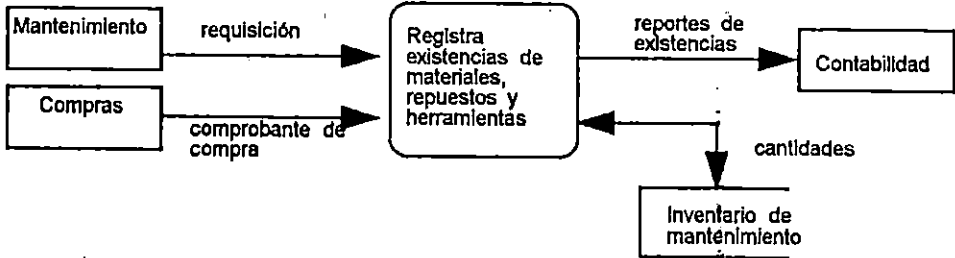 Mantenimiento
requisición
Compras
comprobante de
compra
Registra
existencias de
materiales,
repuestos y
herramientas
reportes de
existencias
Contabilidad
cantidades
Inventario de
mantenimiento